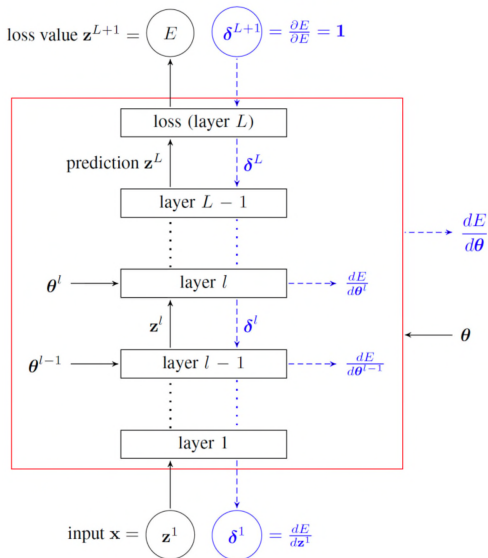 loss value z^{L+1} = E δ^{L+1} = ∂E/∂E = 1
loss (layer L)
prediction z^L δ^L
layer L − 1
dE/dθ
θ^l layer l dE/dθ^l
z^l δ^l
θ
θ^{l−1} layer l − 1 dE/dθ^{l−1}
layer 1
input x = z^1 δ^1 = dE/dz^1